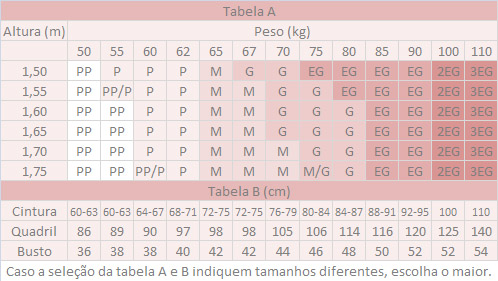 Tabela A
Altura (m) Peso (kg)
50 55 60 62 65 67 70 75 80 85 90 100 110
1,50 PP P P P M G G EG EG EG EG 2EG 3EG
1,55 PP PP/P P P M M G G EG EG EG 2EG 3EG
1,60 PP PP P P M M G G G EG EG 2EG 3EG
1,65 PP PP P P M M G G G EG EG 2EG 3EG
1,70 PP PP P P M M M G G EG EG 2EG 3EG
1,75 PP PP PP/P P M M M M/G G EG EG 2EG 3EG
Tabela B (cm)
Cintura 60-63 60-63 64-67 68-71 72-75 72-75 76-79 80-84 84-87 88-91 92-95 100 110
Quadril 86 89 90 97 98 98 105 106 114 116 120 125 140
Busto 36 38 38 40 42 42 44 46 48 50 52 52 54
Caso a seleção da tabela A e B indiquem tamanhos diferentes, escolha o maior.